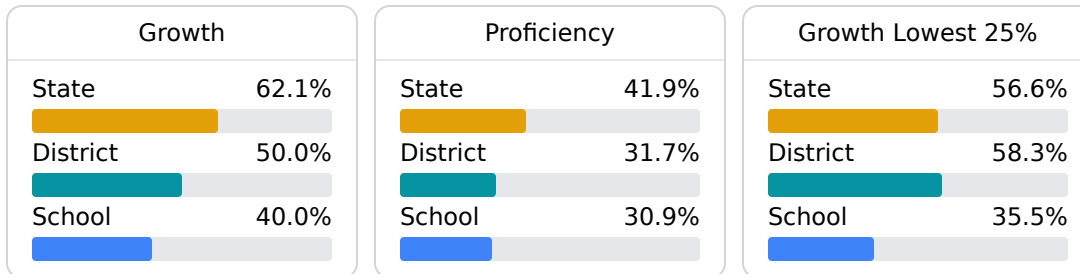 Growth
State 62.1%
District 50.0%
School 40.0%
Proficiency
State 41.9%
District 31.7%
School 30.9%
Growth Lowest 25%
State 56.6%
District 58.3%
School 35.5%